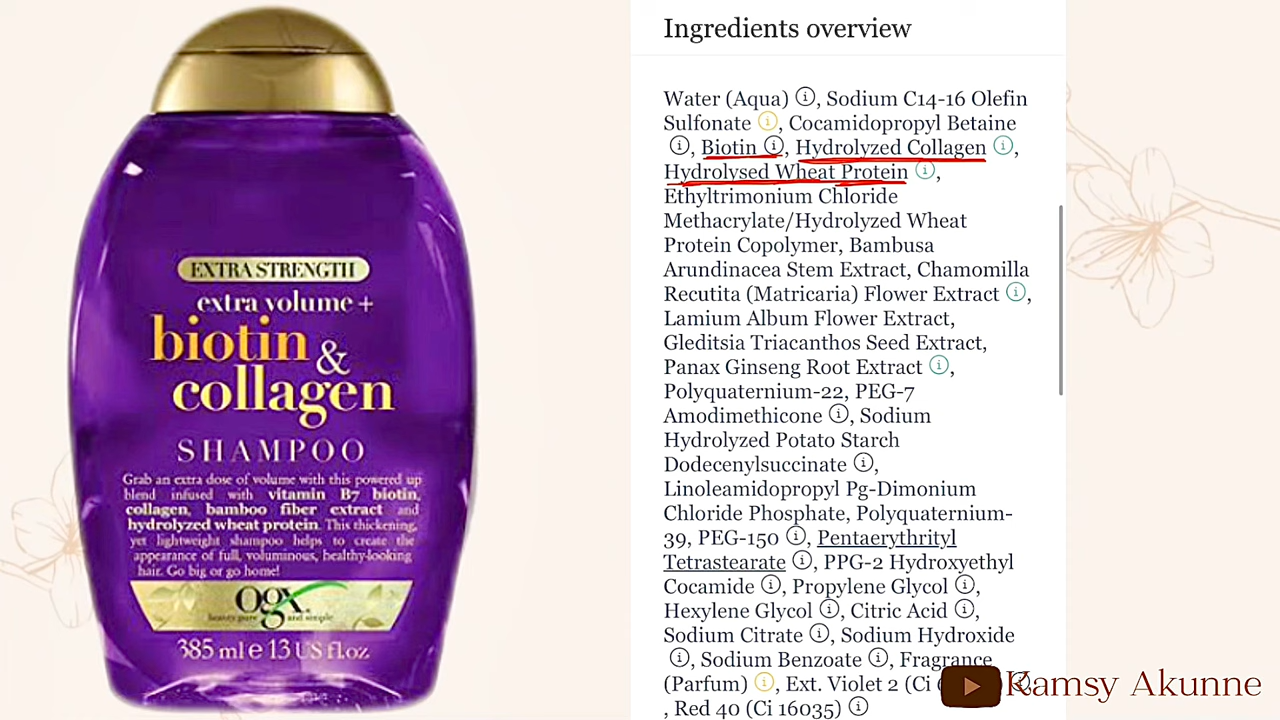 EXTRA STRENGTH
extra volume +
biotin &
collagen
SHAMPOO
Grab an extra dose of volume with this powered up
blend infused with vitamin B7 biotin,
collagen, bamboo fiber extract and
hydrolyzed wheat protein. This thickening,
yet lightweight shampoo helps to create the
appearance of full, voluminous, healthy-looking
hair. Go big or go home!
ogx
beauty pure and simple
385 ml e 13 US fl.oz
Ingredients overview
Water (Aqua) ⓘ, Sodium C14-16 Olefin
Sulfonate ⓘ, Cocamidopropyl Betaine
ⓘ, Biotin ⓘ, Hydrolyzed Collagen ⓘ,
Hydrolysed Wheat Protein ⓘ,
Ethyltrimonium Chloride
Methacrylate/Hydrolyzed Wheat
Protein Copolymer, Bambusa
Arundinacea Stem Extract, Chamomilla
Recutita (Matricaria) Flower Extract ⓘ,
Lamium Album Flower Extract,
Gleditsia Triacanthos Seed Extract,
Panax Ginseng Root Extract ⓘ,
Polyquaternium-22, PEG-7
Amodimethicone ⓘ, Sodium
Hydrolyzed Potato Starch
Dodecenylsuccinate ⓘ,
Linoleamidopropyl Pg-Dimonium
Chloride Phosphate, Polyquaternium-
39, PEG-150 ⓘ, Pentaerythrityl
Tetrastearate ⓘ, PPG-2 Hydroxyethyl
Cocamide ⓘ, Propylene Glycol ⓘ,
Hexylene Glycol ⓘ, Citric Acid ⓘ,
Sodium Citrate ⓘ, Sodium Hydroxide
ⓘ, Sodium Benzoate ⓘ, Fragrance
(Parfum) ⓘ, Ext. Violet 2 (Ci
, Red 40 (Ci 16035) ⓘ
Kamsy Akunne